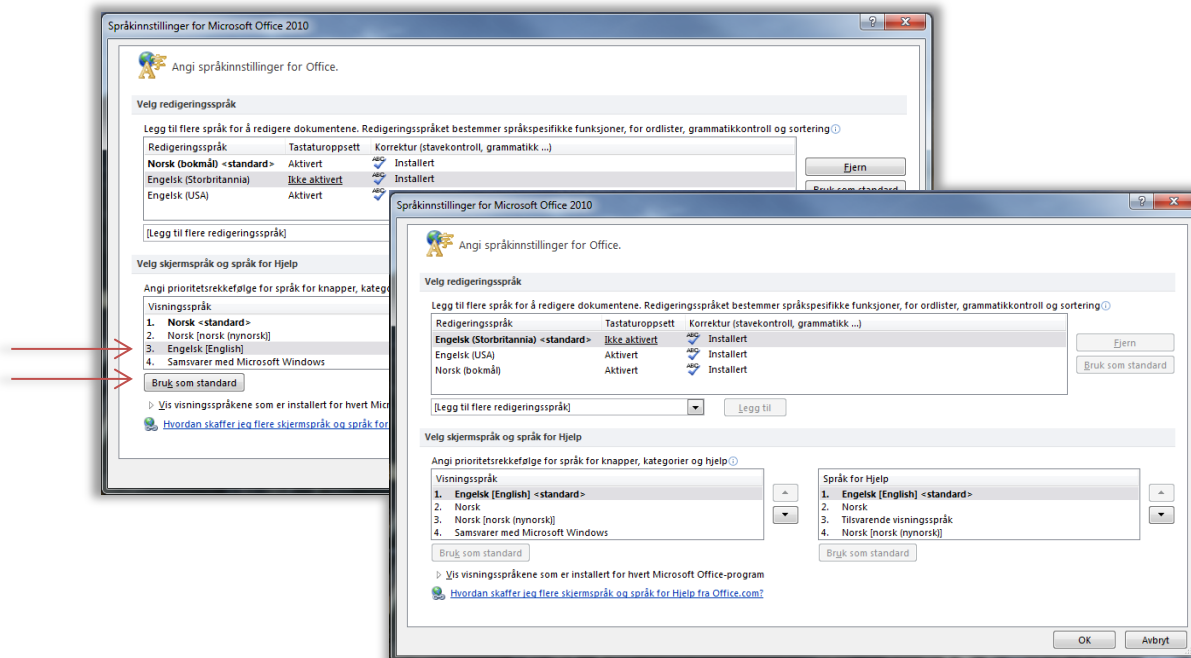 Språkinnstillinger for Microsoft Office 2010
Angi språkinnstillinger for Office.
Velg redigeringsspråk
Legg til flere språk for å redigere dokumentene. Redigeringsspråket bestemmer språkspesifikke funksjoner, for ordlister, grammatikkontroll og sortering
Redigeringsspråk Tastaturoppsett Korrektur (stavekontroll, grammatikk ...)
Norsk (bokmål) <standard> Aktivert Installert
Engelsk (Storbritannia) Ikke aktivert Installert
Engelsk (USA) Aktivert
Fjern
Bruk som standard
[Legg til flere redigeringsspråk]
Velg skjermspråk og språk for Hjelp
Angi prioritetsrekkefølge for språk for knapper,
Visningsspråk
1. Norsk <standard>
2. Norsk [norsk (nynorsk)]
3. Engelsk [English]
4. Samsvarer med Microsoft Windows
Bruk som standard
Vis visningsspråkene som er installert for hvert
Hvordan skaffer jeg flere skjermspråk og språk for
Språkinnstillinger for Microsoft Office 2010
Angi språkinnstillinger for Office.
Velg redigeringsspråk
Legg til flere språk for å redigere dokumentene. Redigeringsspråket bestemmer språkspesifikke funksjoner, for ordlister, grammatikkontroll og sortering
Redigeringsspråk Tastaturoppsett Korrektur (stavekontroll, grammatikk ...)
Engelsk (Storbritannia) <standard> Ikke aktivert Installert
Engelsk (USA) Aktivert Installert
Norsk (bokmål) Aktivert Installert
Fjern
Bruk som standard
[Legg til flere redigeringsspråk] Legg til
Velg skjermspråk og språk for Hjelp
Angi prioritetsrekkefølge for språk for knapper, kategorier og hjelp
Visningsspråk
1. Engelsk [English] <standard>
2. Norsk
3. Norsk [norsk (nynorsk)]
4. Samsvarer med Microsoft Windows
Bruk som standard
Språk for Hjelp
1. Engelsk [English] <standard>
2. Norsk
3. Tilsvarende visningsspråk
4. Norsk [norsk (nynorsk)]
Bruk som standard
Vis visningsspråkene som er installert for hvert Microsoft Office-program
Hvordan skaffer jeg flere skjermspråk og språk for Hjelp fra Office.com?
OK Avbryt